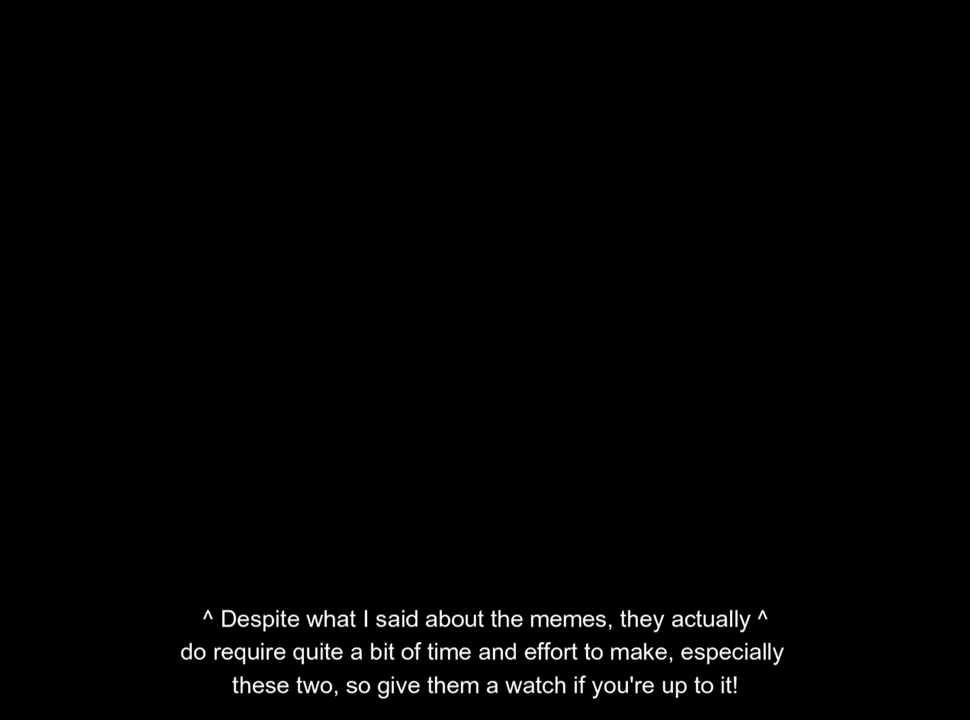 ^ Despite what I said about the memes, they actually ^
do require quite a bit of time and effort to make, especially
these two, so give them a watch if you're up to it!